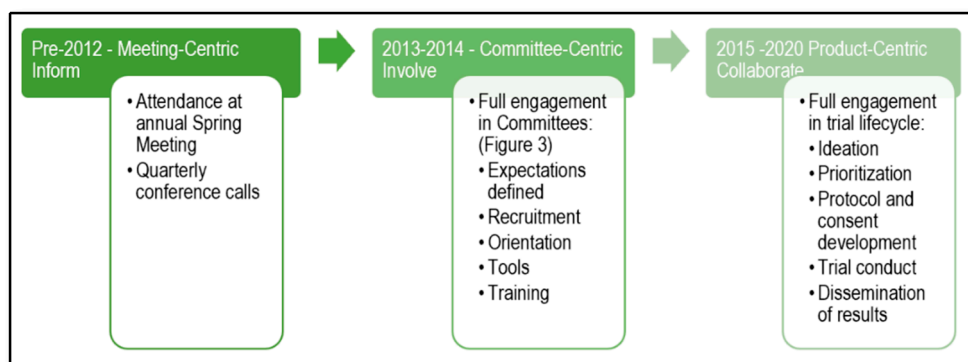 Pre-2012 - Meeting-Centric
Inform
• Attendance at
annual Spring
Meeting
• Quarterly
conference calls
2013-2014 - Committee-Centric
Involve
• Full engagement
in Committees:
(Figure 3)
• Expectations
defined
• Recruitment
• Orientation
• Tools
• Training
2015 -2020 Product-Centric
Collaborate
• Full engagement
in trial lifecycle:
• Ideation
• Prioritization
• Protocol and
consent
development
• Trial conduct
• Dissemination
of results